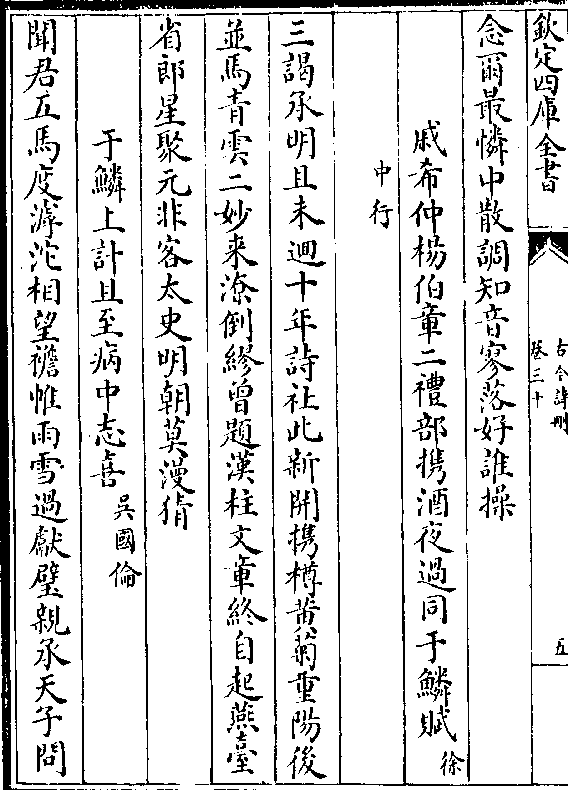 欽定四庫全書
古今詩刪
卷三十
五
念爾最憐中散調知音寥落好誰操
戚希仲楊伯章二禮部攜酒夜過同于鱗賦
徐
中行
三謁承明且未廻十年詩社此新開攜樽黄菊重陽後
並馬青雲二妙来潦倒繆曾題漢柱文章終自起燕臺
省郎星聚元非客太史明朝莫漫猜
于鱗上計且至病中志喜
吳國倫
聞君五馬度滹沱相望襜帷雨雪過獻璧親承天子問